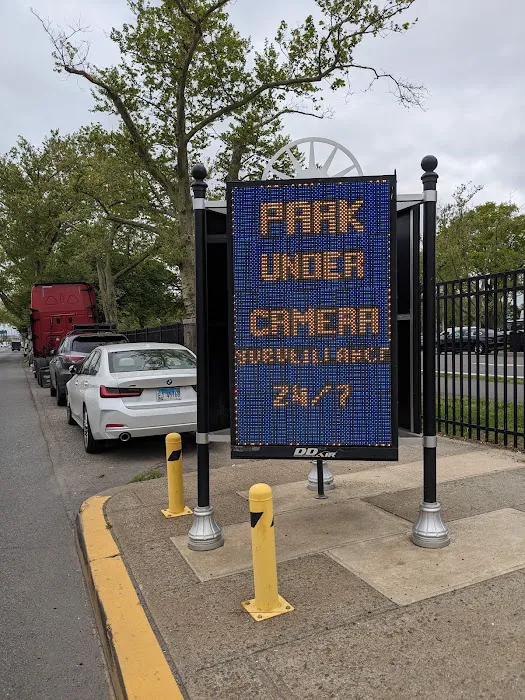 PARK
UNDER
CAMERA
SURVEILLANCE
24/7
DDAIR